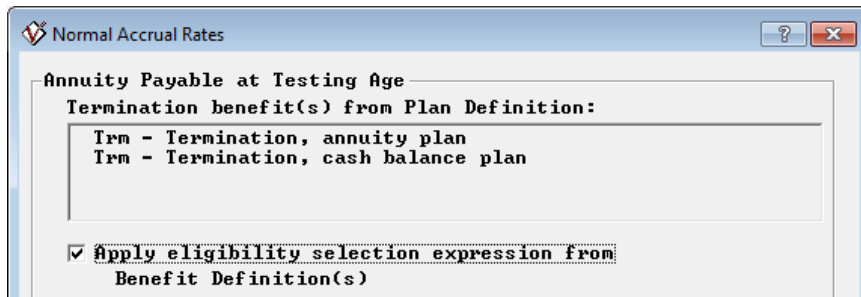 Normal Accrual Rates
Annuity Payable at Testing Age
Termination benefit(s) from Plan Definition:
Trm - Termination, annuity plan
Trm - Termination, cash balance plan
Apply eligibility selection expression from
Benefit Definition(s)